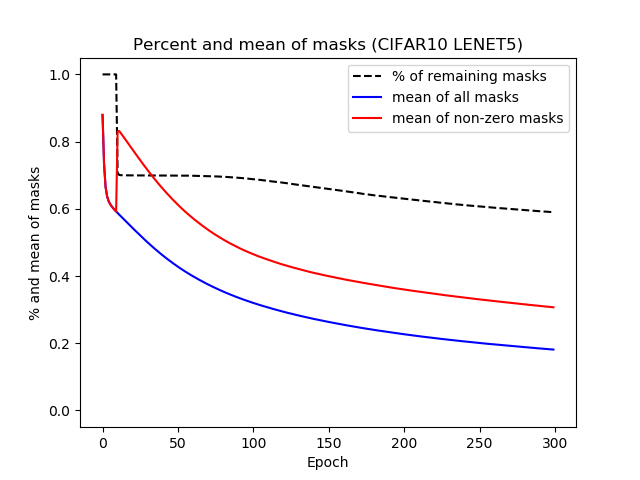 Percent and mean of masks (CIFAR10 LENET5)
% of remaining masks
mean of all masks
mean of non-zero masks
% and mean of masks
1.0
0.8
0.6
0.4
0.2
0.0
0 50 100 150 200 250 300
Epoch